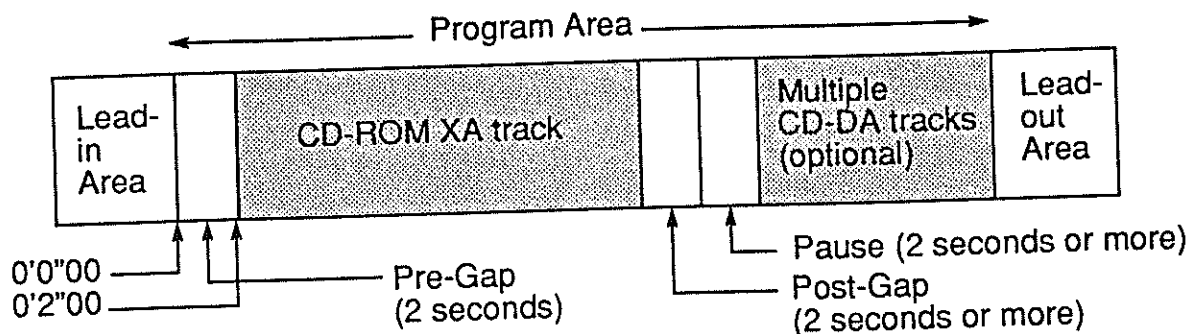 Program Area
Lead-
in
Area
CD-ROM XA track
Multiple
CD-DA tracks
(optional)
Lead-
out
Area
0'0"00
0'2"00
Pre-Gap
(2 seconds)
Pause (2 seconds or more)
Post-Gap
(2 seconds or more)